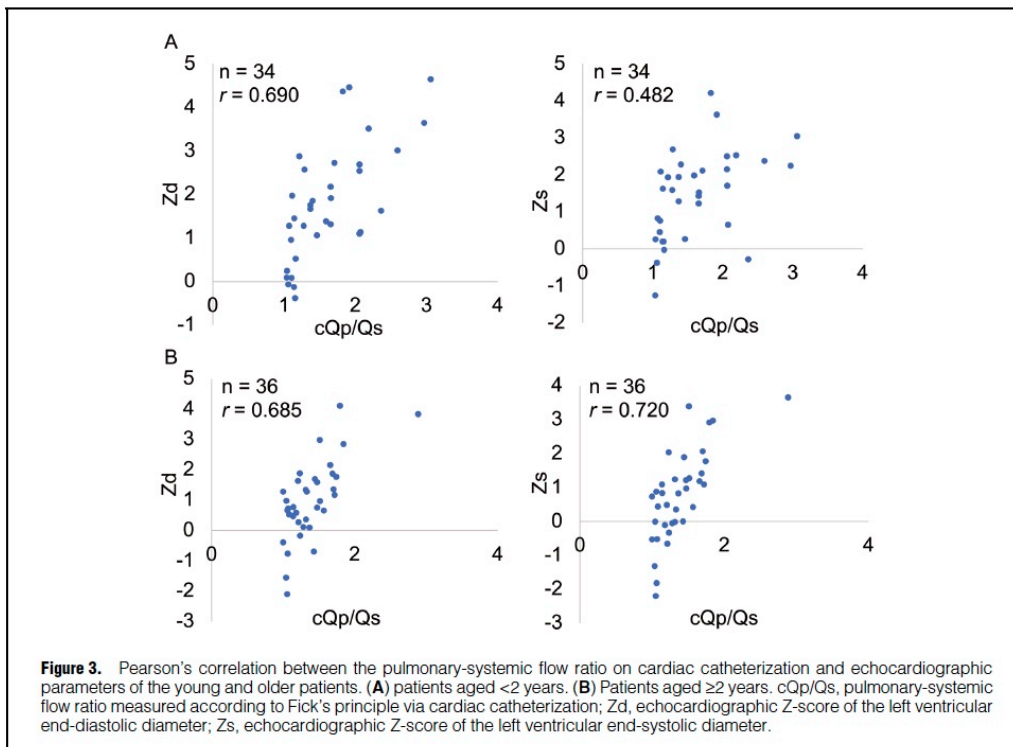 A
5
4
3
2
1
0
-1
Zd
n = 34
r = 0.690
0 1 2 3 4
cQp/Qs
5
4
3
2
1
0
-1
-2
Zs
n = 34
r = 0.482
0 1 2 3 4
cQp/Qs
B
5
4
3
2
1
0
-1
-2
-3
Zd
n = 36
r = 0.685
0 2 4
cQp/Qs
4
3
2
1
0
-1
-2
-3
Zs
n = 36
r = 0.720
0 2 4
cQp/Qs
Figure 3. Pearson's correlation between the pulmonary-systemic flow ratio on cardiac catheterization and echocardiographic
parameters of the young and older patients. (A) patients aged <2 years. (B) Patients aged ≥2 years. cQp/Qs, pulmonary-systemic
flow ratio measured according to Fick's principle via cardiac catheterization; Zd, echocardiographic Z-score of the left ventricular
end-diastolic diameter; Zs, echocardiographic Z-score of the left ventricular end-systolic diameter.